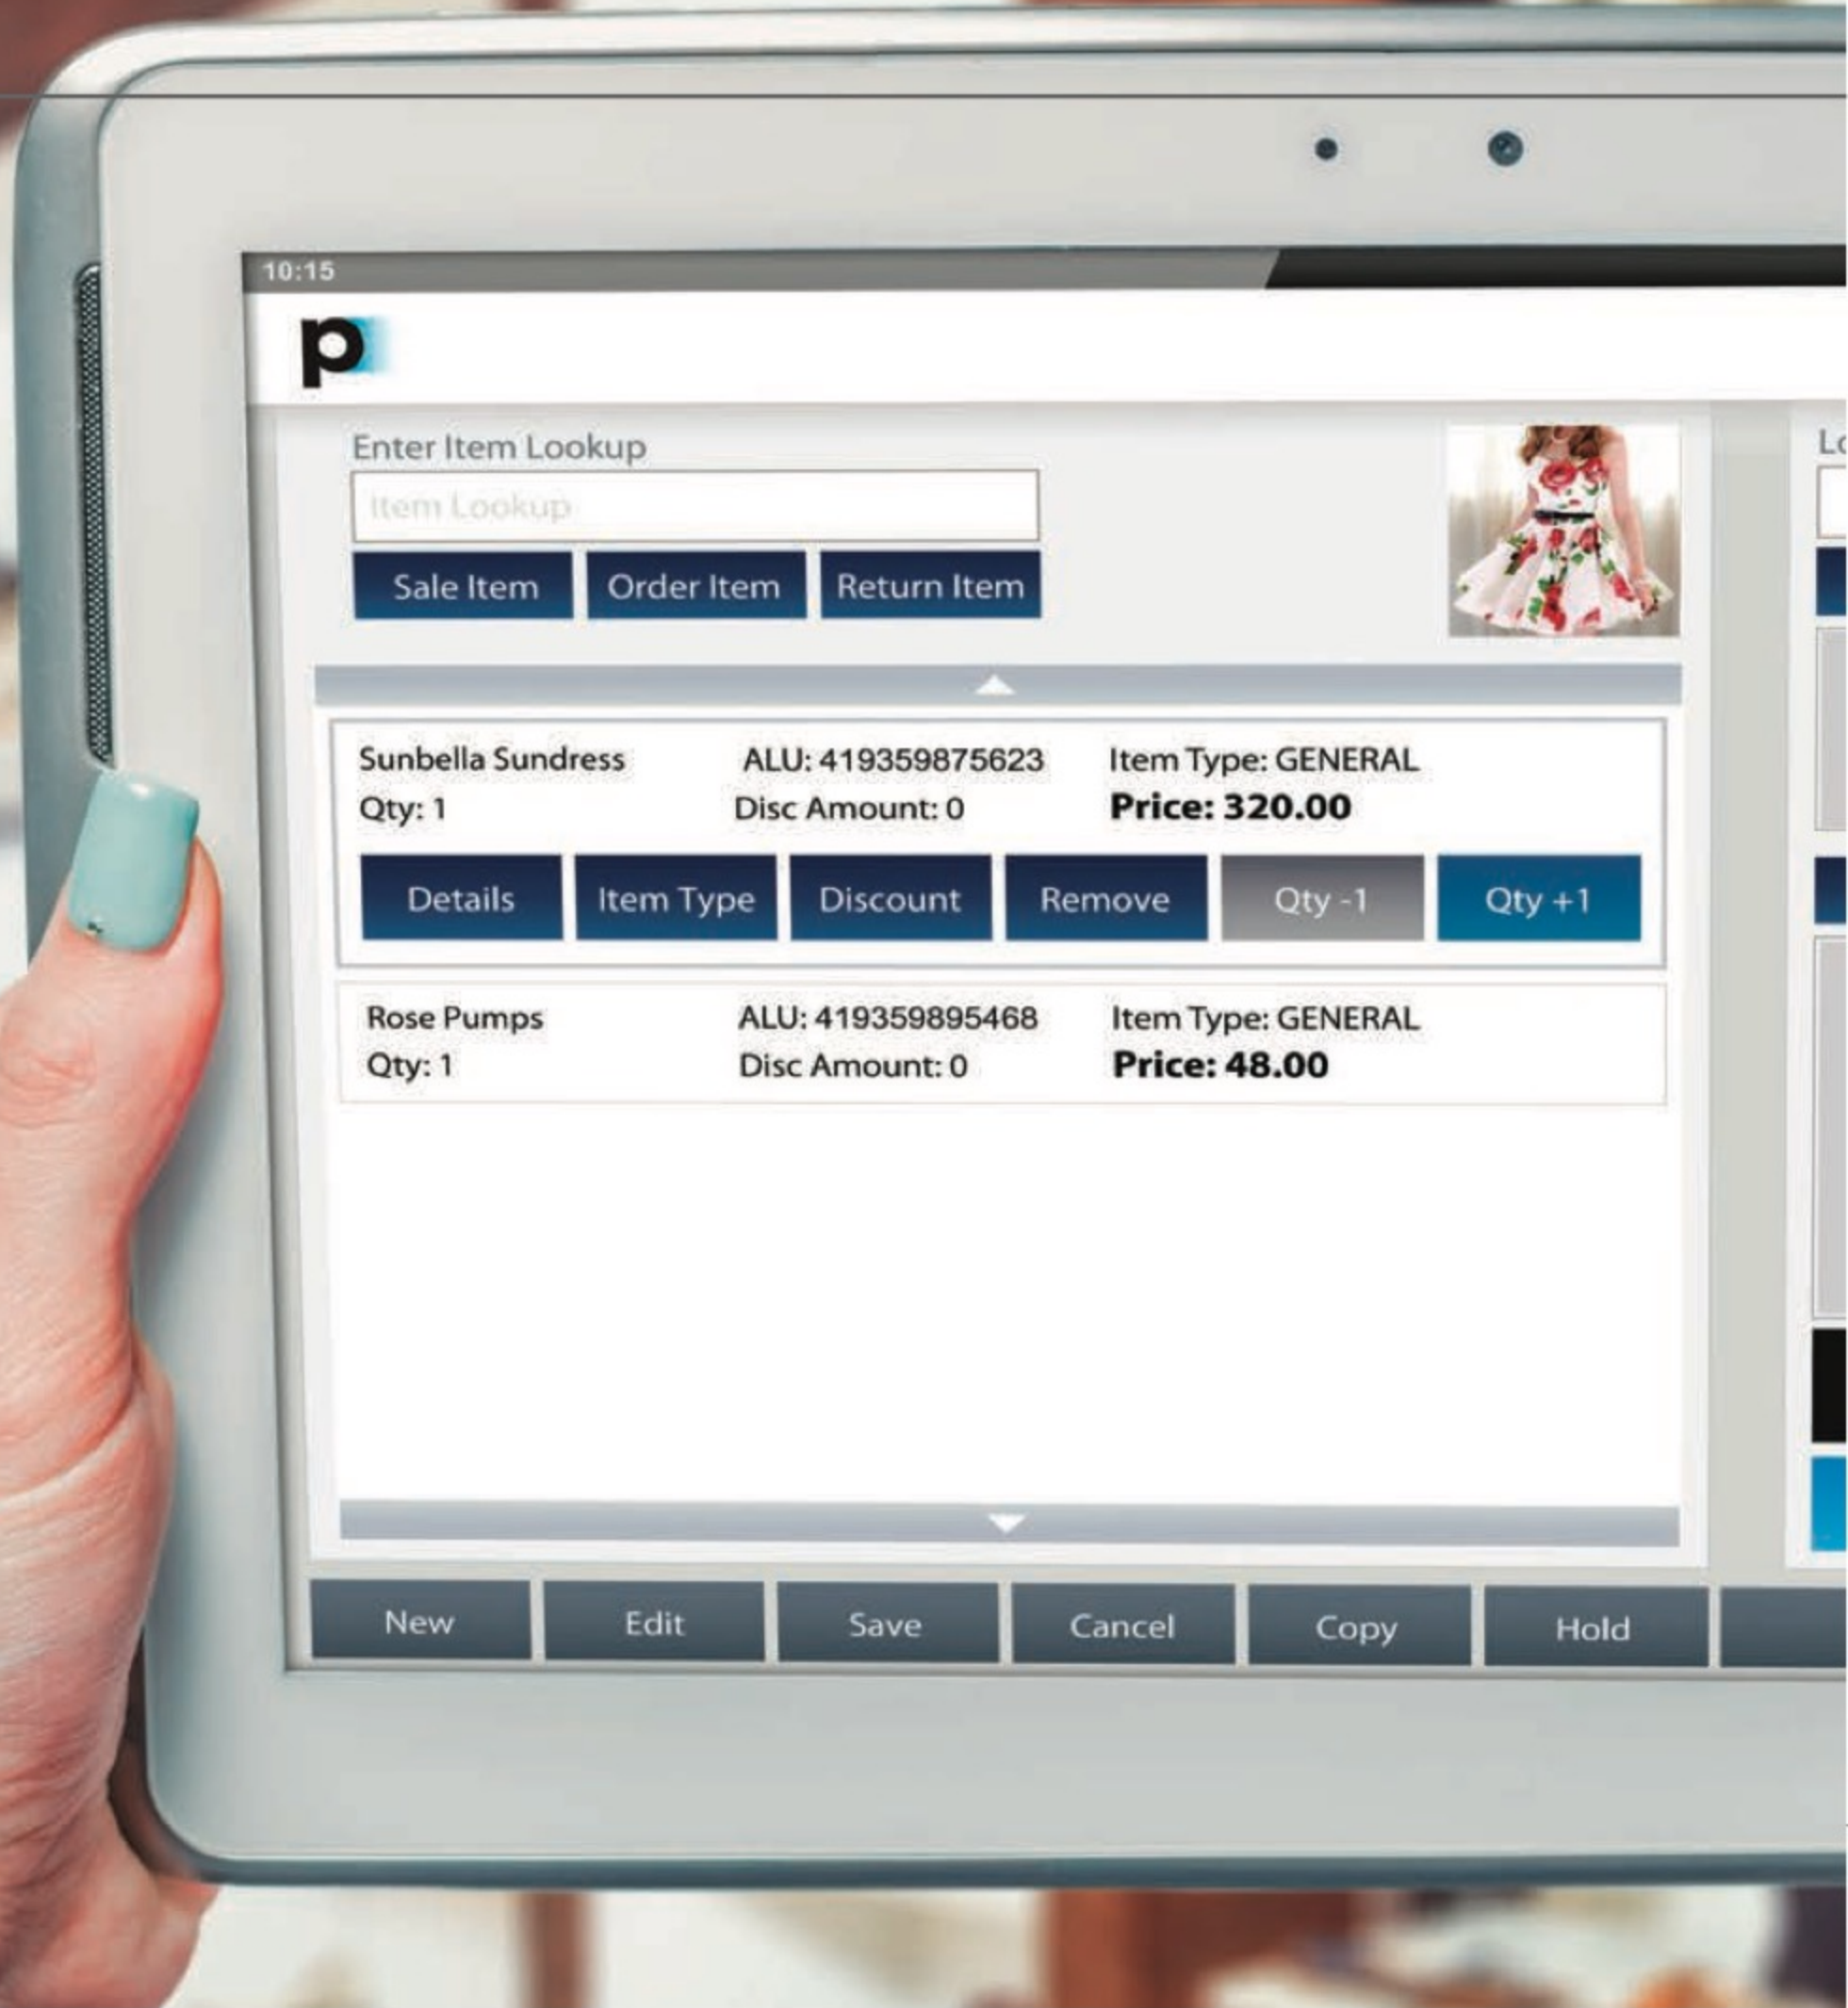 10:15
p
Enter Item Lookup
Item Lookup
Sale Item Order Item Return Item
Sunbella Sundress ALU: 419359875623 Item Type: GENERAL
Qty: 1 Disc Amount: 0 Price: 320.00
Details Item Type Discount Remove Qty -1 Qty +1
Rose Pumps ALU: 419359895468 Item Type: GENERAL
Qty: 1 Disc Amount: 0 Price: 48.00
New Edit Save Cancel Copy Hold